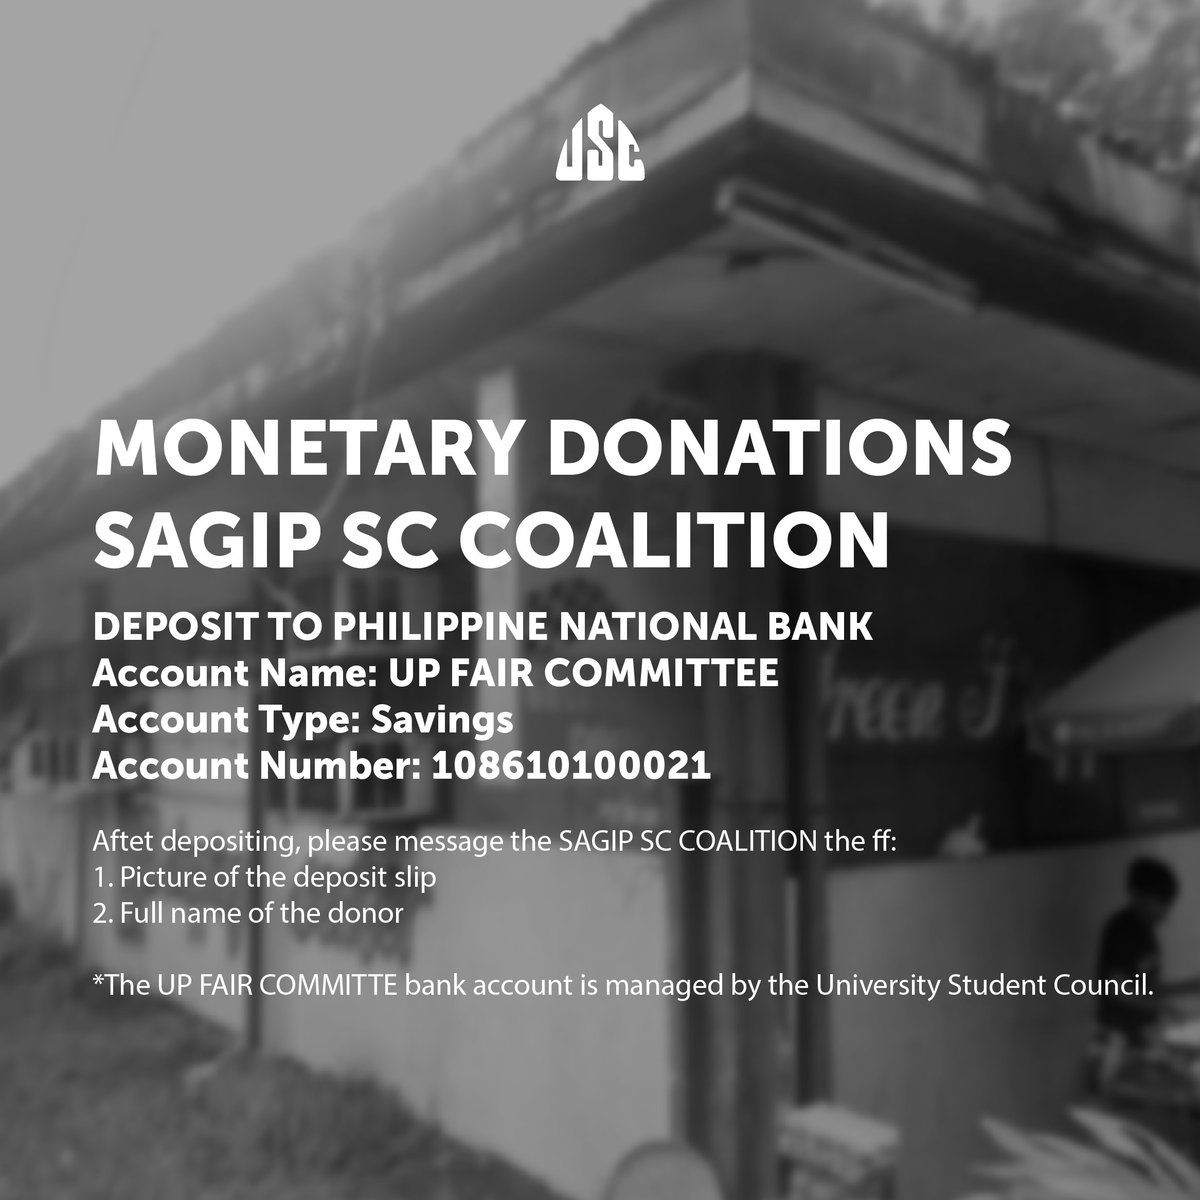 USC
MONETARY DONATIONS
SAGIP SC COALITION
DEPOSIT TO PHILIPPINE NATIONAL BANK
Account Name: UP FAIR COMMITTEE
Account Type: Savings
Account Number: 108610100021
Aftet depositing, please message the SAGIP SC COALITION the ff:
1. Picture of the deposit slip
2. Full name of the donor
*The UP FAIR COMMITTE bank account is managed by the University Student Council.